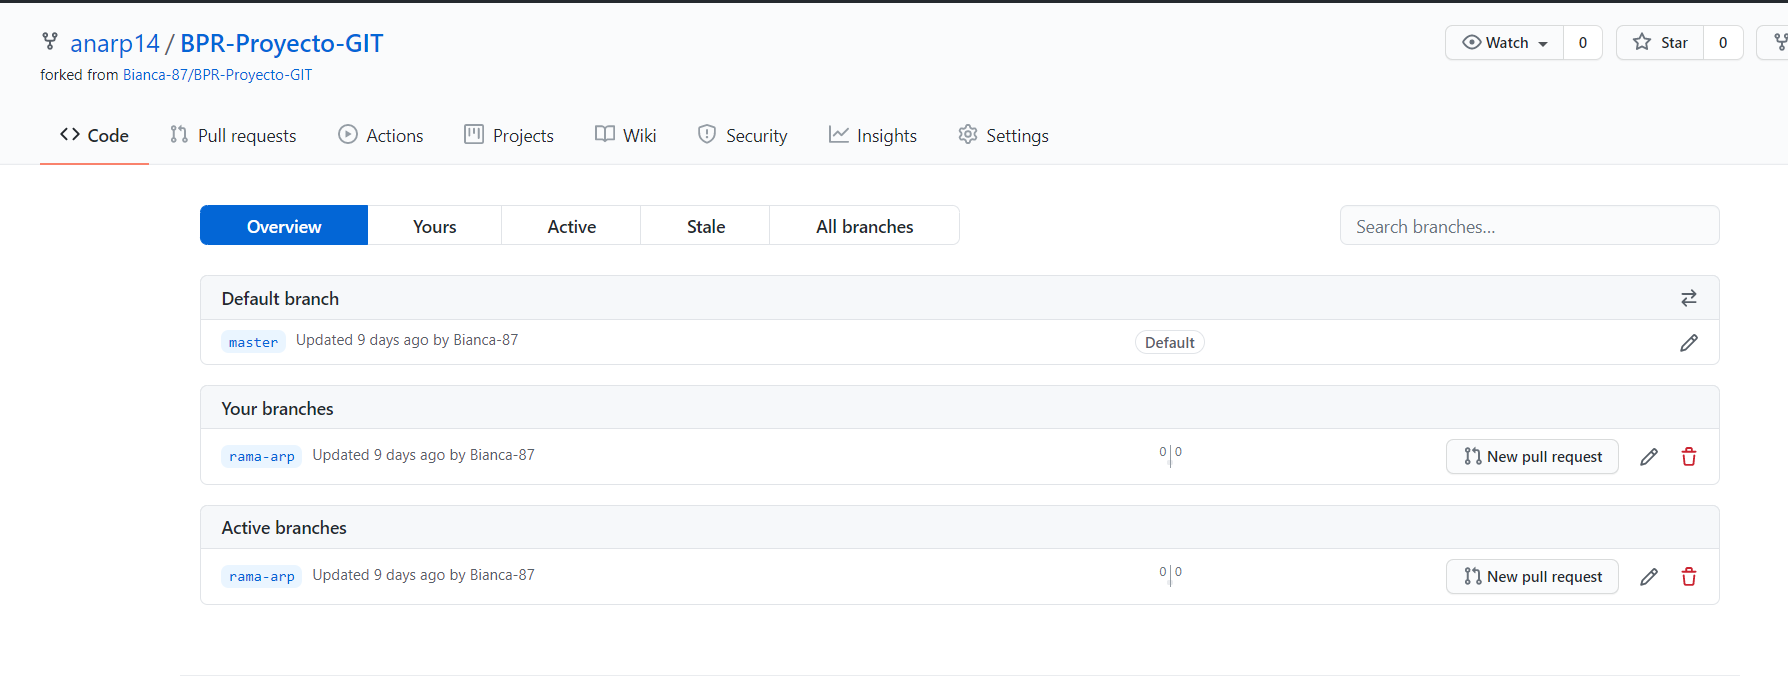 anarp14 / BPR-Proyecto-GIT
Watch 0 Star 0
forked from Bianca-87/BPR-Proyecto-GIT
Code Pull requests Actions Projects Wiki Security Insights Settings
Overview Yours Active Stale All branches Search branches...
Default branch
master Updated 9 days ago by Bianca-87 Default
Your branches
rama-arp Updated 9 days ago by Bianca-87 0 0 New pull request
Active branches
rama-arp Updated 9 days ago by Bianca-87 0 0 New pull request